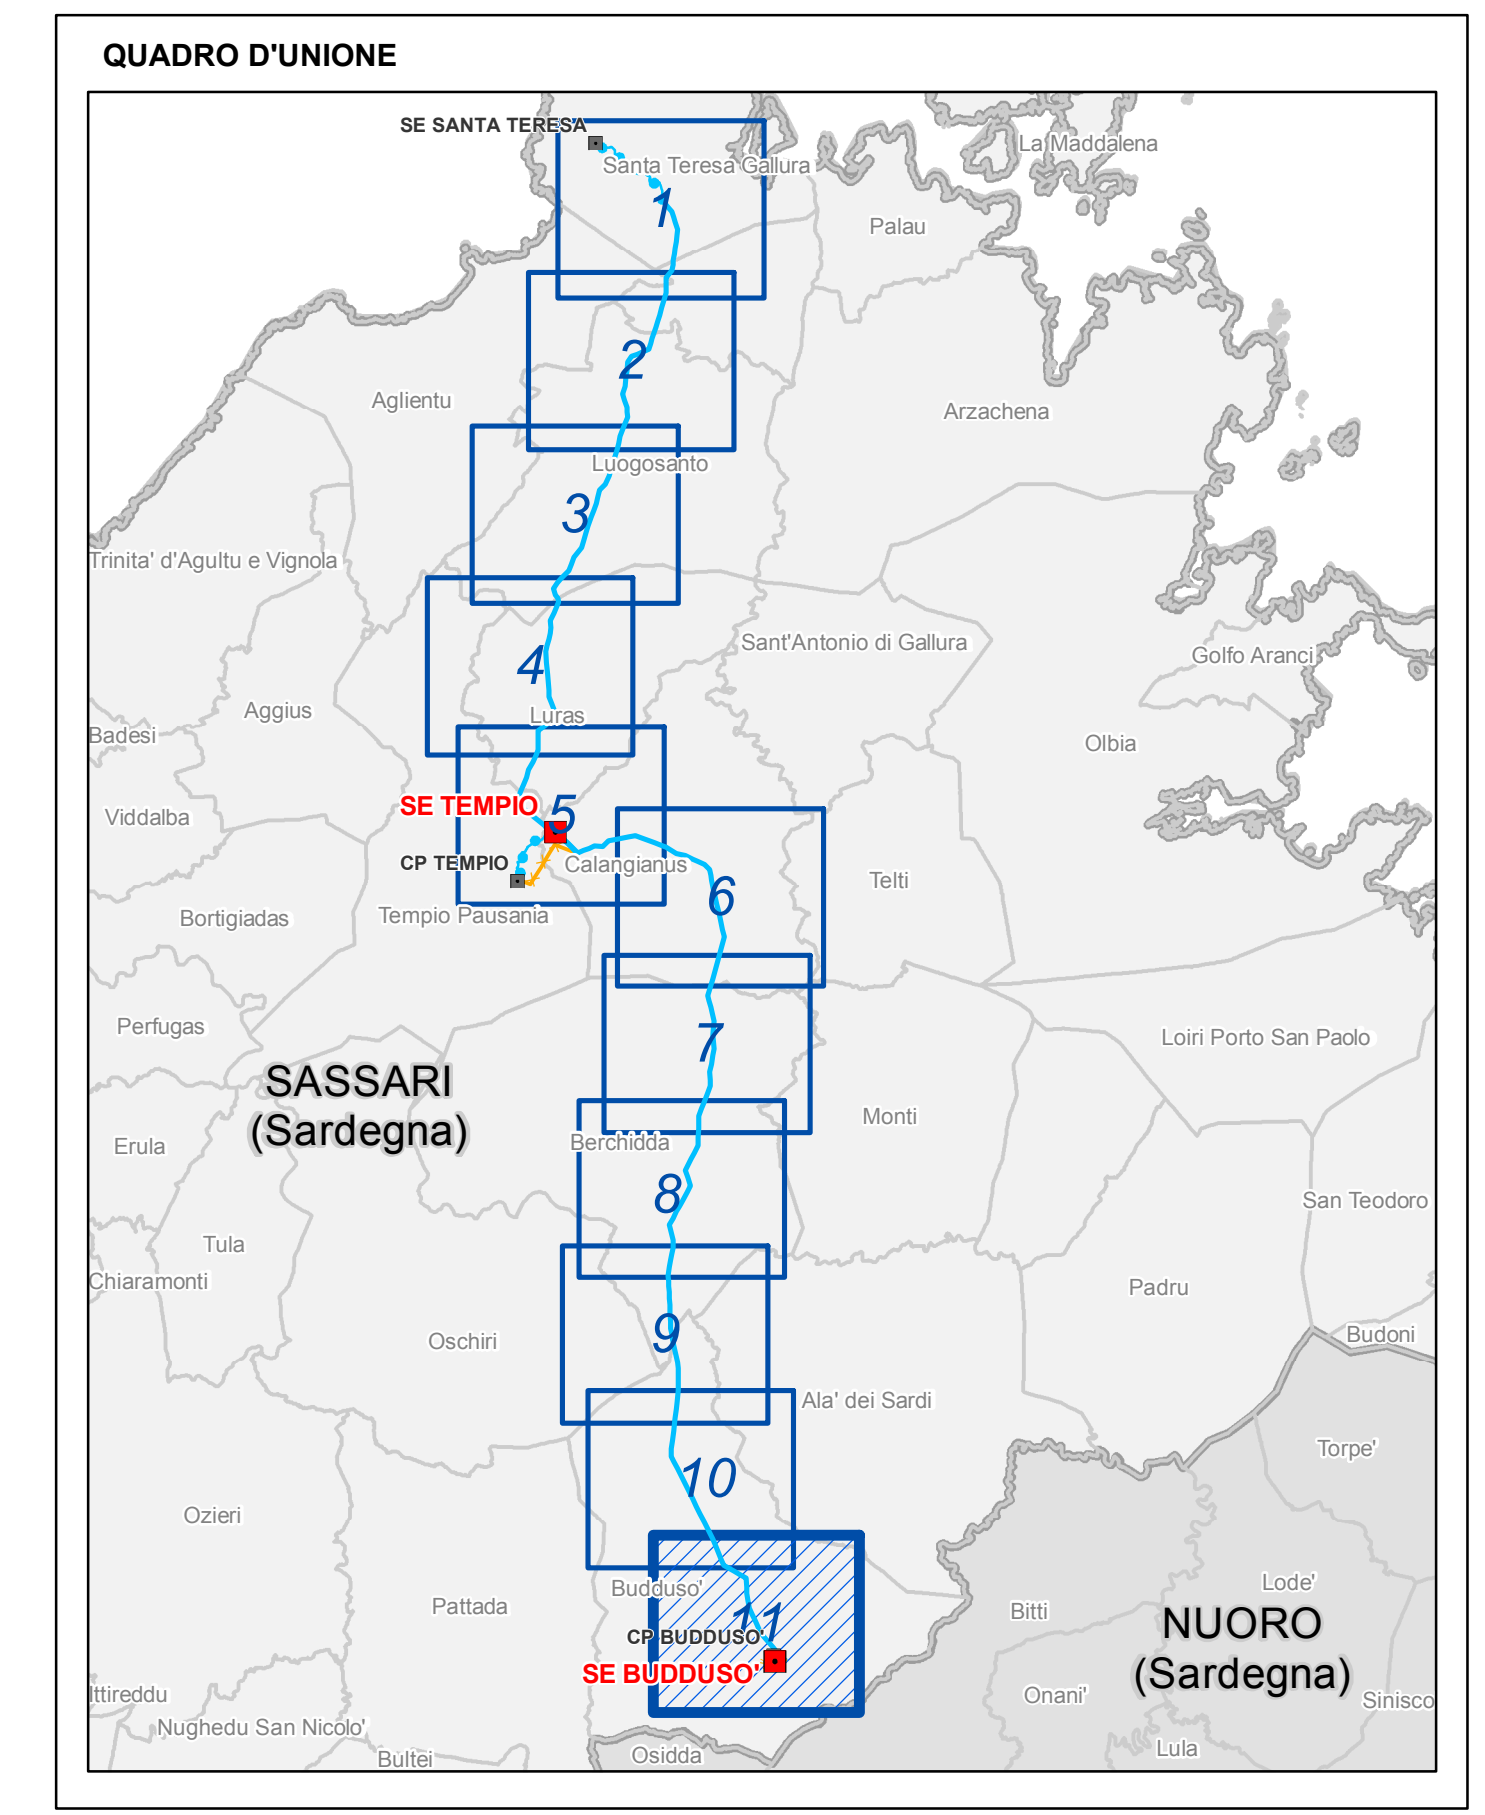 QUADRO D'UNIONE
SE SANTA TERESA
La Maddalena
Santa Teresa Gallura
1
Palau
2
Aglientu
Arzachena
Luogosanto
3
Trinita' d'Agultu e Vignola
Sant'Antonio di Gallura
Golfo Aranci
4
Aggius
Luras
Badesi
Olbia
SE TEMPIO
5
Viddalba
CP TEMPIO
Calangianus
Telti
6
Bortigiadas
Tempio Pausania
Perfugas
Loiri Porto San Paolo
7
SASSARI
(Sardegna)
Monti
Erula
Berchidda
8
San Teodoro
Tula
Chiaramonti
Padru
9
Oschiri
Budoni
Ala' dei Sardi
Torpe'
10
Ozieri
Lode'
Budduso'
Pattada
Bitti
11
NUORO
(Sardegna)
CP BUDDUSO'
SE BUDDUSO'
Ittireddu
Onani'
Sinisco
Nughedu San Nicolo'
Lula
Osidda
Bultei